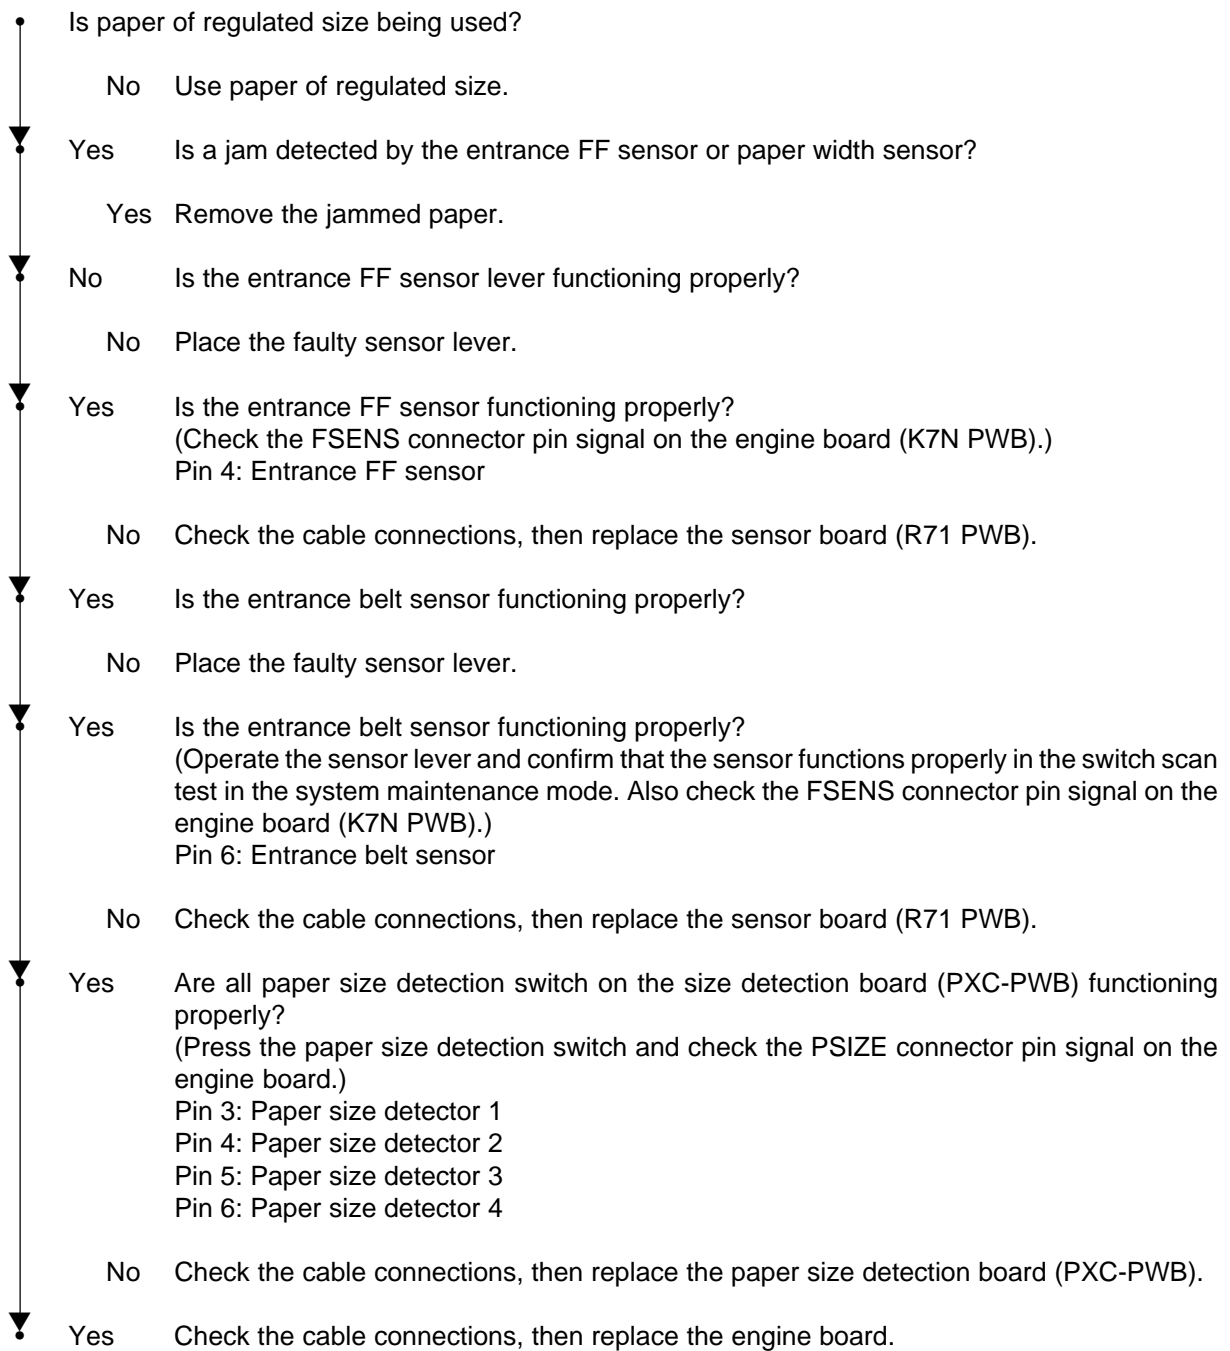 Is paper of regulated size being used?
No Use paper of regulated size.
Yes Is a jam detected by the entrance FF sensor or paper width sensor?
Yes Remove the jammed paper.
No Is the entrance FF sensor lever functioning properly?
No Place the faulty sensor lever.
Yes Is the entrance FF sensor functioning properly?
(Check the FSENS connector pin signal on the engine board (K7N PWB).)
Pin 4: Entrance FF sensor
No Check the cable connections, then replace the sensor board (R71 PWB).
Yes Is the entrance belt sensor functioning properly?
No Place the faulty sensor lever.
Yes Is the entrance belt sensor functioning properly?
(Operate the sensor lever and confirm that the sensor functions properly in the switch scan
test in the system maintenance mode. Also check the FSENS connector pin signal on the
engine board (K7N PWB).)
Pin 6: Entrance belt sensor
No Check the cable connections, then replace the sensor board (R71 PWB).
Yes Are all paper size detection switch on the size detection board (PXC-PWB) functioning
properly?
(Press the paper size detection switch and check the PSIZE connector pin signal on the
engine board.)
Pin 3: Paper size detector 1
Pin 4: Paper size detector 2
Pin 5: Paper size detector 3
Pin 6: Paper size detector 4
No Check the cable connections, then replace the paper size detection board (PXC-PWB).
Yes Check the cable connections, then replace the engine board.